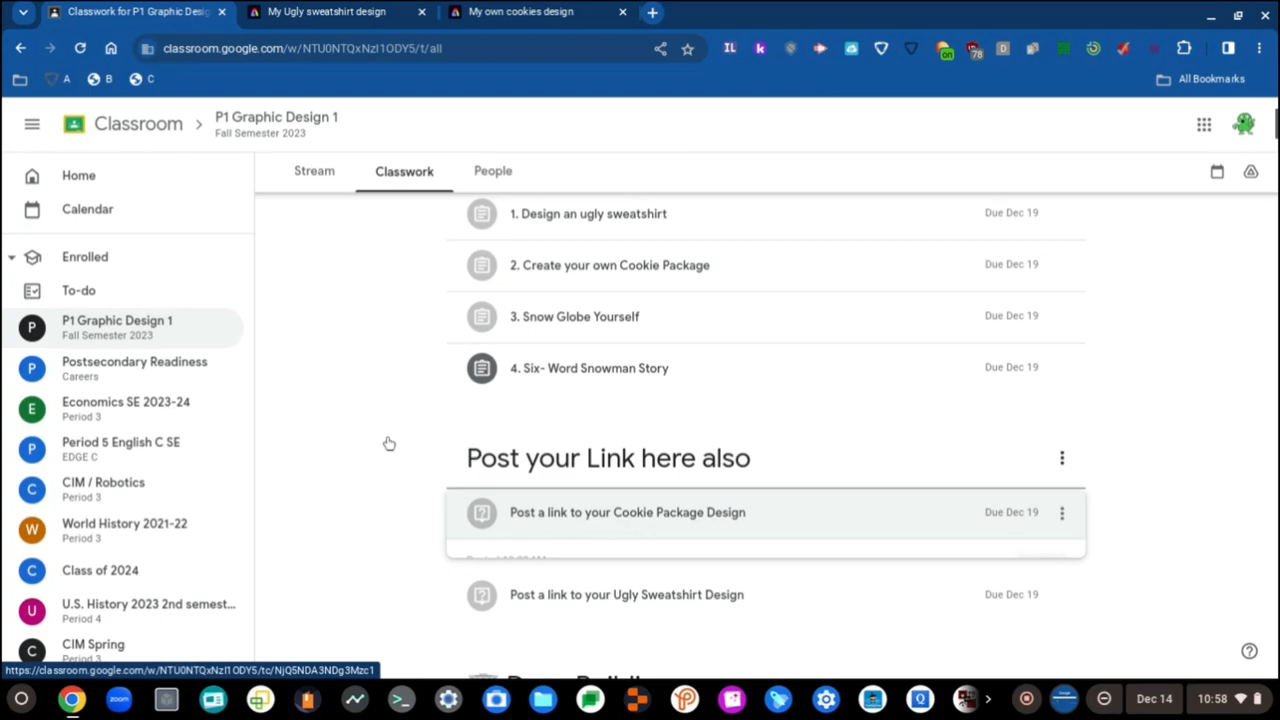 Classwork for P1 Graphic Desig
My Ugly sweatshirt design
My own cookies design
classroom.google.com/w/NTU0NTQxNzI1ODY5/t/all
IL
k
on
78
D
A
B
C
All Bookmarks
Classroom
P1 Graphic Design 1
Fall Semester 2023
Stream
Classwork
People
Home
Calendar
Enrolled
To-do
P
P1 Graphic Design 1
Fall Semester 2023
P
Postsecondary Readiness
Careers
E
Economics SE 2023-24
Period 3
P
Period 5 English C SE
EDGE C
C
CIM / Robotics
Period 3
W
World History 2021-22
Period 3
C
Class of 2024
U
U.S. History 2023 2nd semest...
Period 4
C
CIM Spring
Period 3
1. Design an ugly sweatshirt
Due Dec 19
2. Create your own Cookie Package
Due Dec 19
3. Snow Globe Yourself
Due Dec 19
4. Six- Word Snowman Story
Due Dec 19
Post your Link here also
Post a link to your Cookie Package Design
Due Dec 19
Post a link to your Ugly Sweatshirt Design
Due Dec 19
https://classroom.google.com/w/NTU0NTQxNzI1ODY5/tc/NjQ5NDA3NDg3Mzc1
zoom
Dec 14
10:58